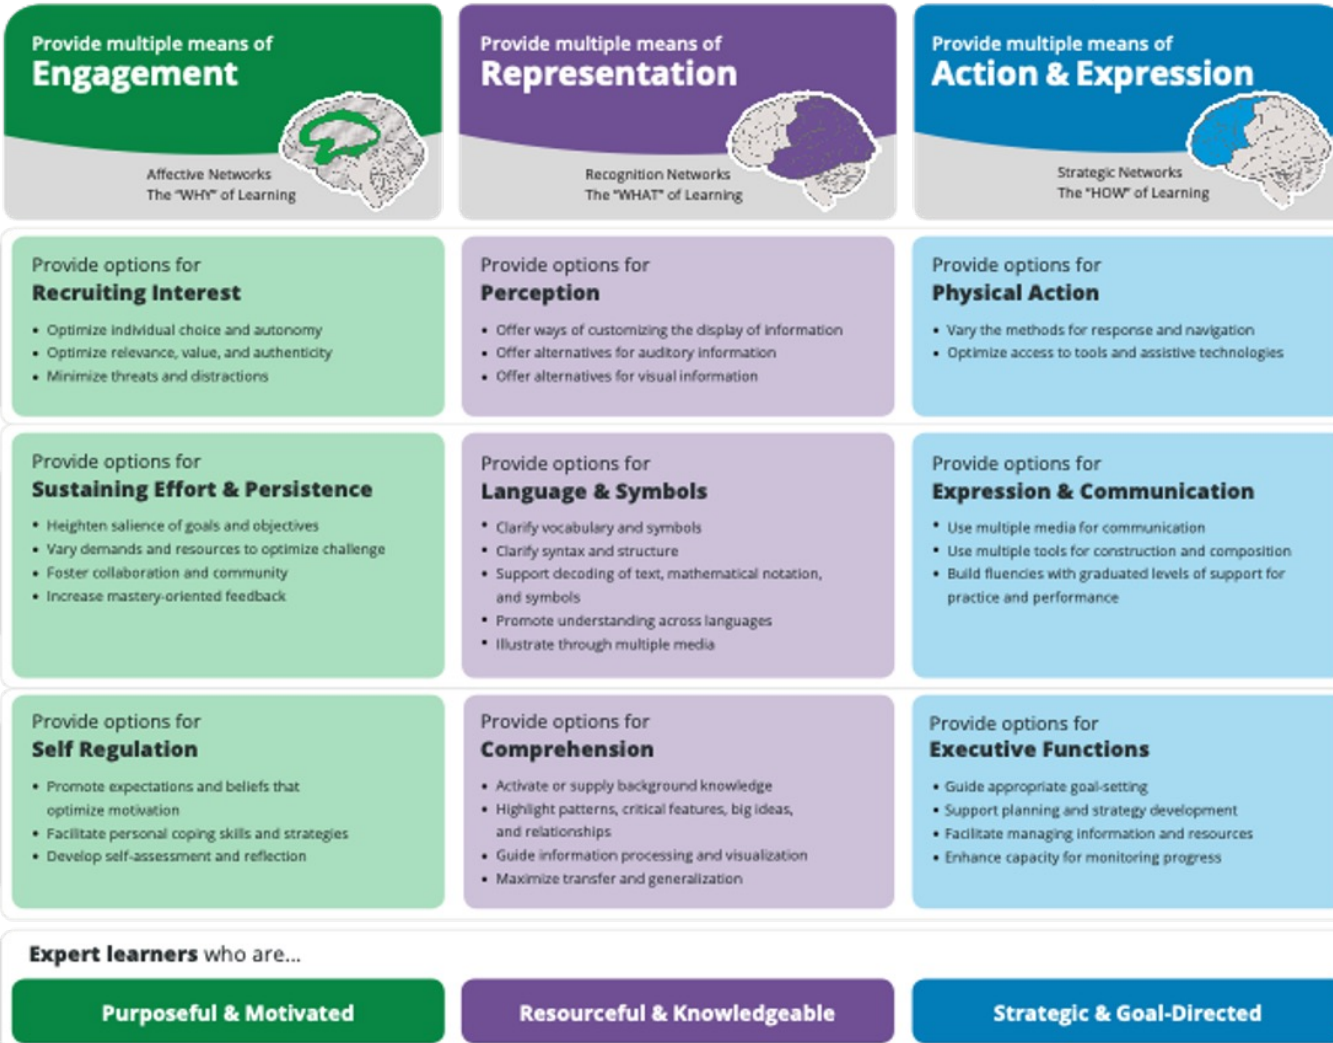 Provide multiple means of
Engagement
Affective Networks
The "WHY" of Learning
Provide multiple means of
Representation
Recognition Networks
The "WHAT" of Learning
Provide multiple means of
Action & Expression
Strategic Networks
The "HOW" of Learning
Provide options for
Recruiting Interest
• Optimize individual choice and autonomy
• Optimize relevance, value, and authenticity
• Minimize threats and distractions
Provide options for
Perception
• Offer ways of customizing the display of information
• Offer alternatives for auditory information
• Offer alternatives for visual information
Provide options for
Physical Action
• Vary the methods for response and navigation
• Optimize access to tools and assistive technologies
Provide options for
Sustaining Effort & Persistence
• Heighten salience of goals and objectives
• Vary demands and resources to optimize challenge
• Foster collaboration and community
• Increase mastery-oriented feedback
Provide options for
Language & Symbols
• Clarify vocabulary and symbols
• Clarify syntax and structure
• Support decoding of text, mathematical notation,
and symbols
• Promote understanding across languages
• Illustrate through multiple media
Provide options for
Expression & Communication
• Use multiple media for communication
• Use multiple tools for construction and composition
• Build fluencies with graduated levels of support for
practice and performance
Provide options for
Self Regulation
• Promote expectations and beliefs that
optimize motivation
• Facilitate personal coping skills and strategies
• Develop self-assessment and reflection
Provide options for
Comprehension
• Activate or supply background knowledge
• Highlight patterns, critical features, big ideas,
and relationships
• Guide information processing and visualization
• Maximize transfer and generalization
Provide options for
Executive Functions
• Guide appropriate goal-setting
• Support planning and strategy development
• Facilitate managing information and resources
• Enhance capacity for monitoring progress
Expert learners who are...
Purposeful & Motivated
Resourceful & Knowledgeable
Strategic & Goal-Directed